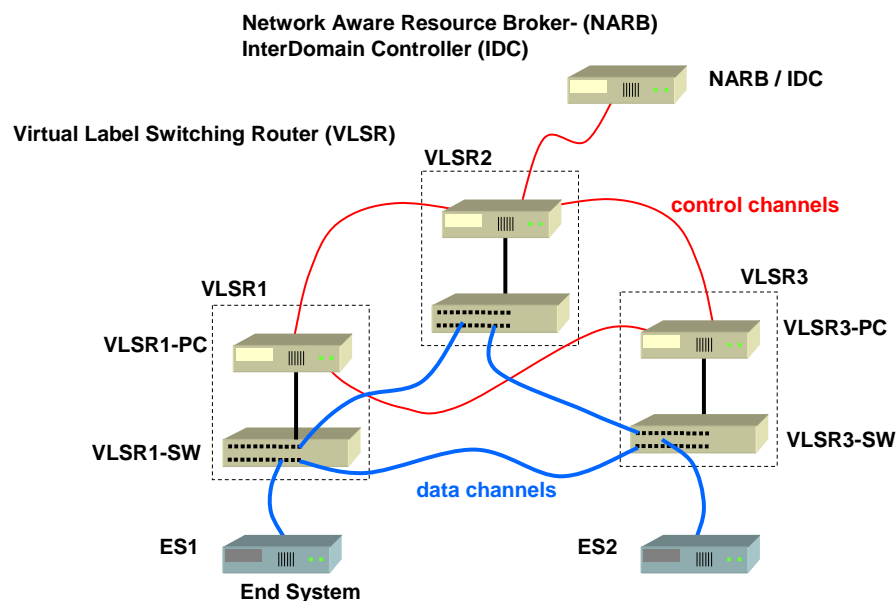 Network Aware Resource Broker- (NARB)
InterDomain Controller (IDC)
NARB / IDC
Virtual Label Switching Router (VLSR)
VLSR2
control channels
VLSR3
VLSR1
VLSR3-PC
VLSR1-PC
VLSR3-SW
VLSR1-SW
data channels
ES1
ES2
End System